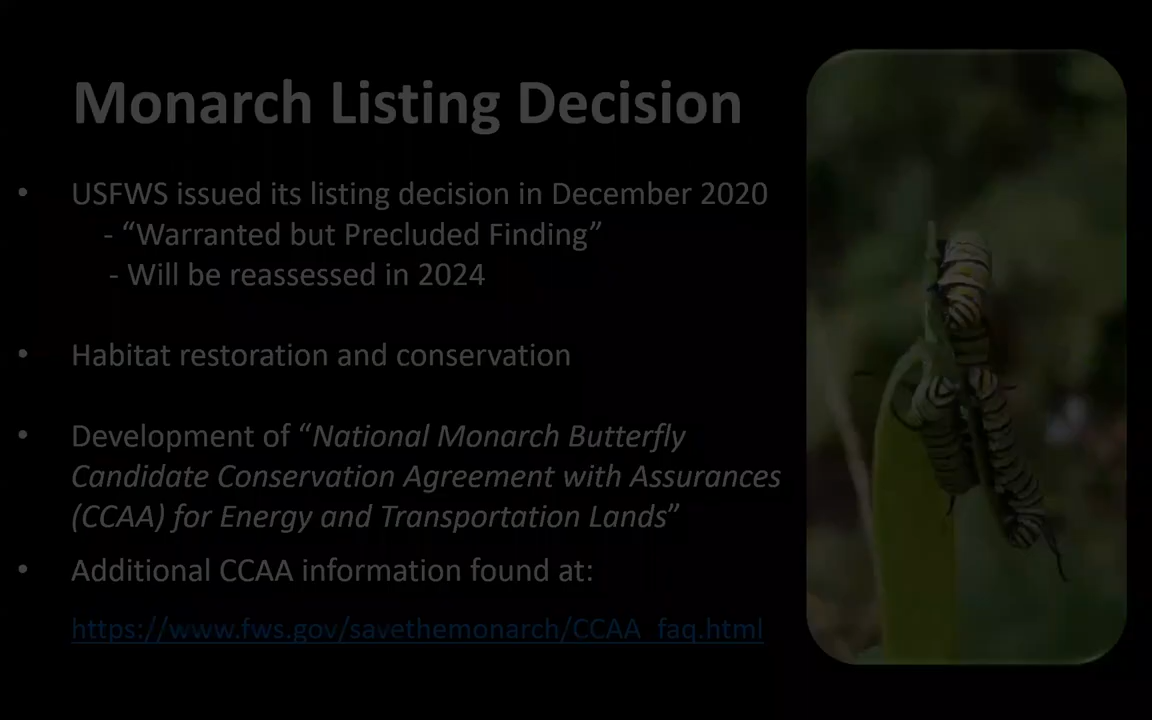 Monarch Listing Decision
• USFWS issued its listing decision in December 2020
- “Warranted but Precluded Finding”
- Will be reassessed in 2024
• Habitat restoration and conservation
• Development of “National Monarch Butterfly
Candidate Conservation Agreement with Assurances
(CCAA) for Energy and Transportation Lands”
• Additional CCAA information found at:
https://www.fws.gov/savethemonarch/CCAA_faq.html